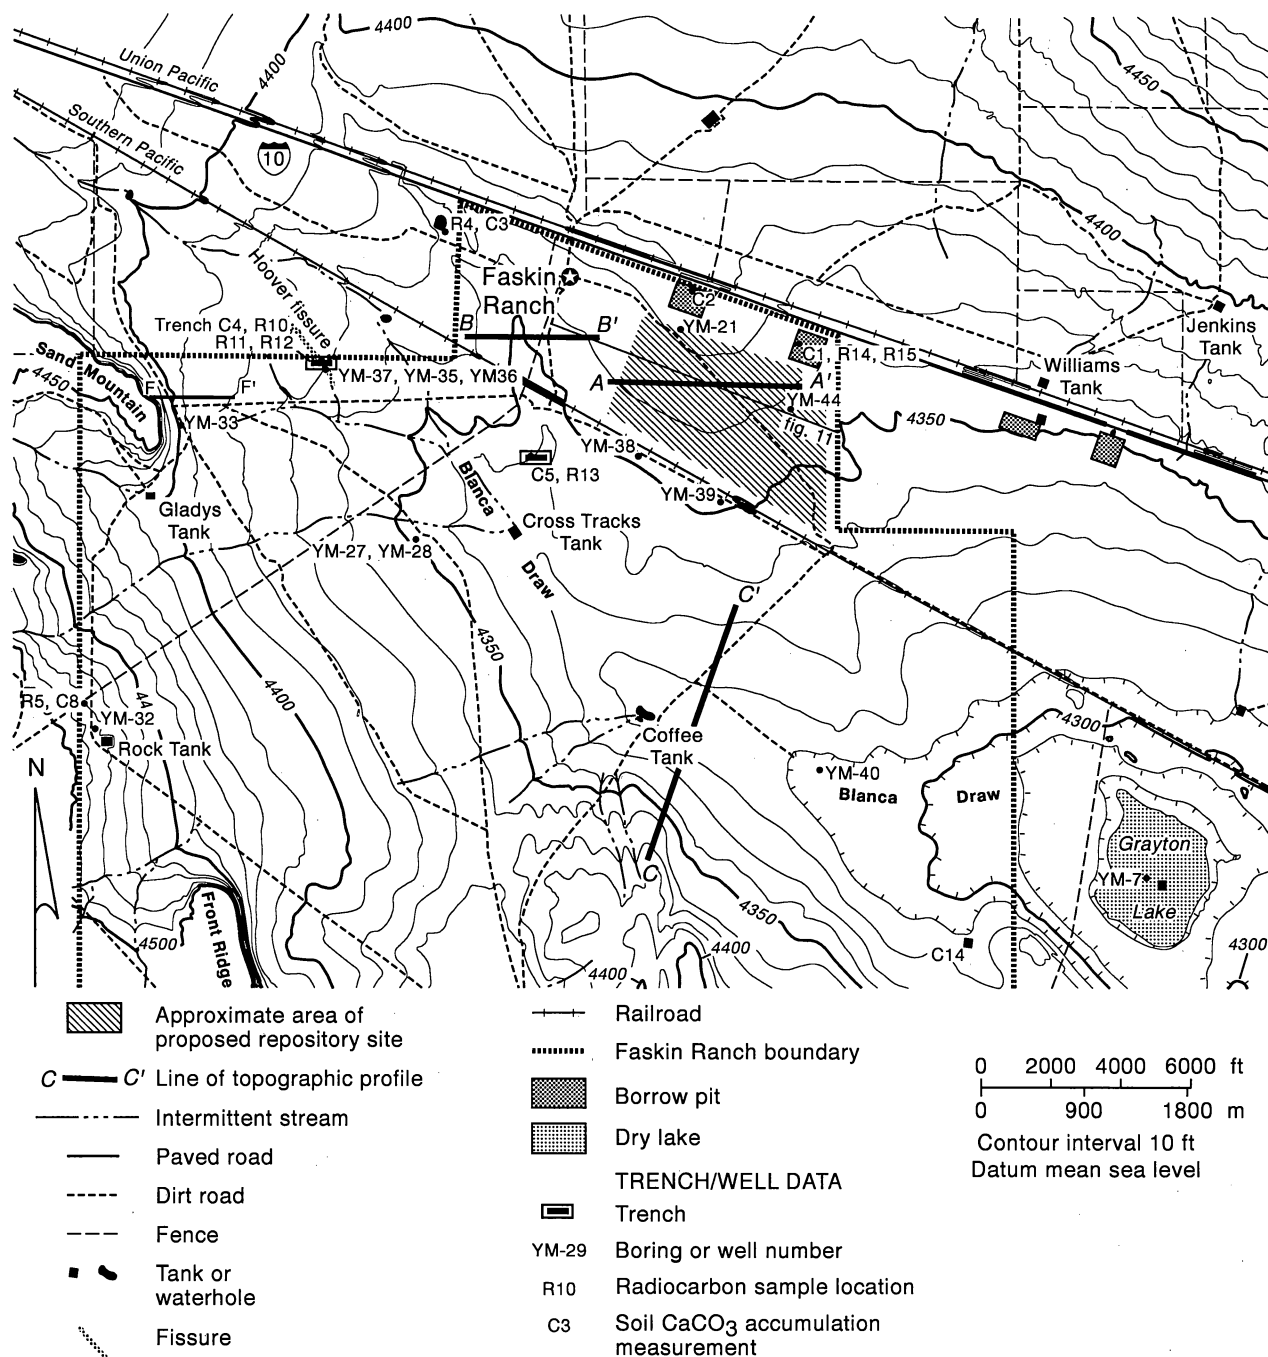 4400
Union Pacific
4400
4450
Southern Pacific
10
4400
R4, C3
Hoover fissure
Faskin
Ranch
C2
Trench C4, R10,
R11, R12
B
B'
YM-21
Jenkins
Tank
Sand Mountain
4450
F
F'
YM-37, YM-35, YM36
C1, R14, R15
Williams
Tank
A
A'
YM-44
fig. 11
4350
YM-33
YM-38
C5, R13
YM-39
Blanca
Gladys
Tank
Cross Tracks
Tank
YM-27, YM-28
Draw
C'
4350
4400
R5, C8
44
YM-32
Rock Tank
Coffee
Tank
4300
N
YM-40
Blanca
Draw
Grayton
YM-7
Lake
C
4350
4500
Front Ridge
4400
4400
C14
4300
Approximate area of
proposed repository site
C
C'
Line of topographic profile
Intermittent stream
Paved road
Dirt road
Fence
Tank or
waterhole
Fissure
Railroad
Faskin Ranch boundary
Borrow pit
Dry lake
TRENCH/WELL DATA
Trench
YM-29 Boring or well number
R10 Radiocarbon sample location
C3 Soil CaCO3 accumulation
measurement
0 2000 4000 6000 ft
0 900 1800 m
Contour interval 10 ft
Datum mean sea level